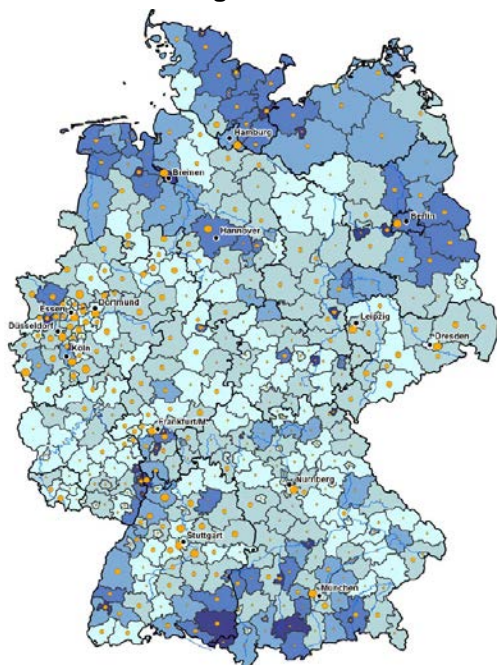 Hamburg
Bremen
Berlin
Hannover
Dortmund
Essen
Düsseldorf
Köln
Leipzig
Dresden
Frankfurt/M.
Nürnberg
Stuttgart
München